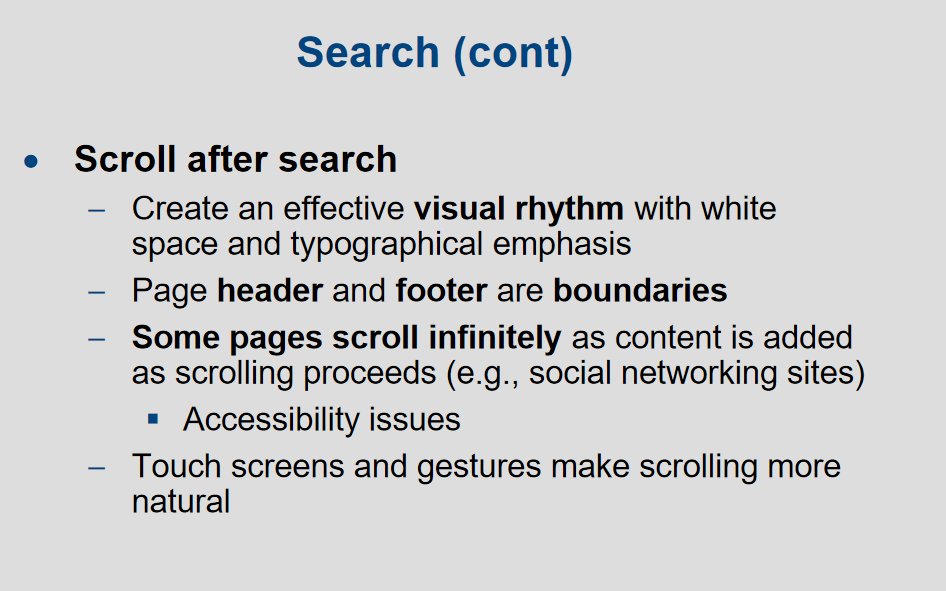 Search (cont)
• Scroll after search
– Create an effective visual rhythm with white
space and typographical emphasis
– Page header and footer are boundaries
– Some pages scroll infinitely as content is added
as scrolling proceeds (e.g., social networking sites)
▪ Accessibility issues
– Touch screens and gestures make scrolling more
natural